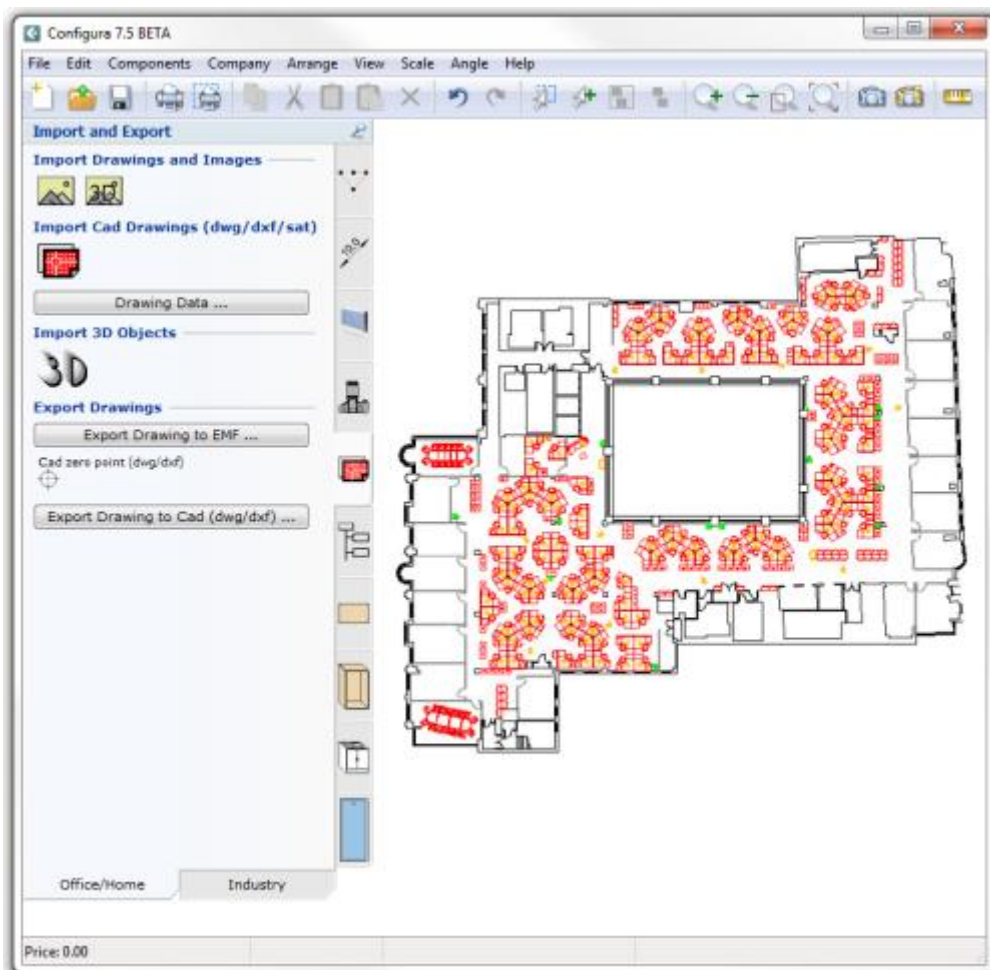 Configura 7.5 BETA
File Edit Components Company Arrange View Scale Angle Help
Import and Export
Import Drawings and Images
3D
Import Cad Drawings (dwg/dxf/sat)
Drawing Data ...
Import 3D Objects
3D
Export Drawings
Export Drawing to EMF ...
Cad zero point (dwg/dxf)
Export Drawing to Cad (dwg/dxf) ...
Office/Home
Industry
Price: 0.00